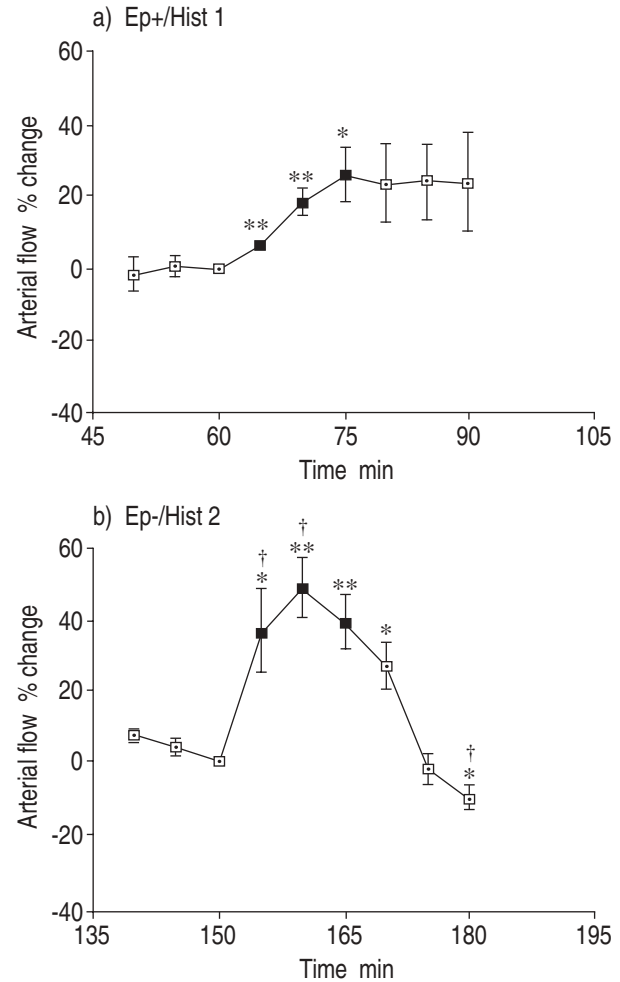 a) Ep+/Hist 1
60
40
20
0
-20
-40
Arterial flow % change
** ** *
45 60 75 90 105
Time min
b) Ep-/Hist 2
60
40
20
0
-20
-40
Arterial flow % change
† †
* ** ** *
†
*
135 150 165 180 195
Time min